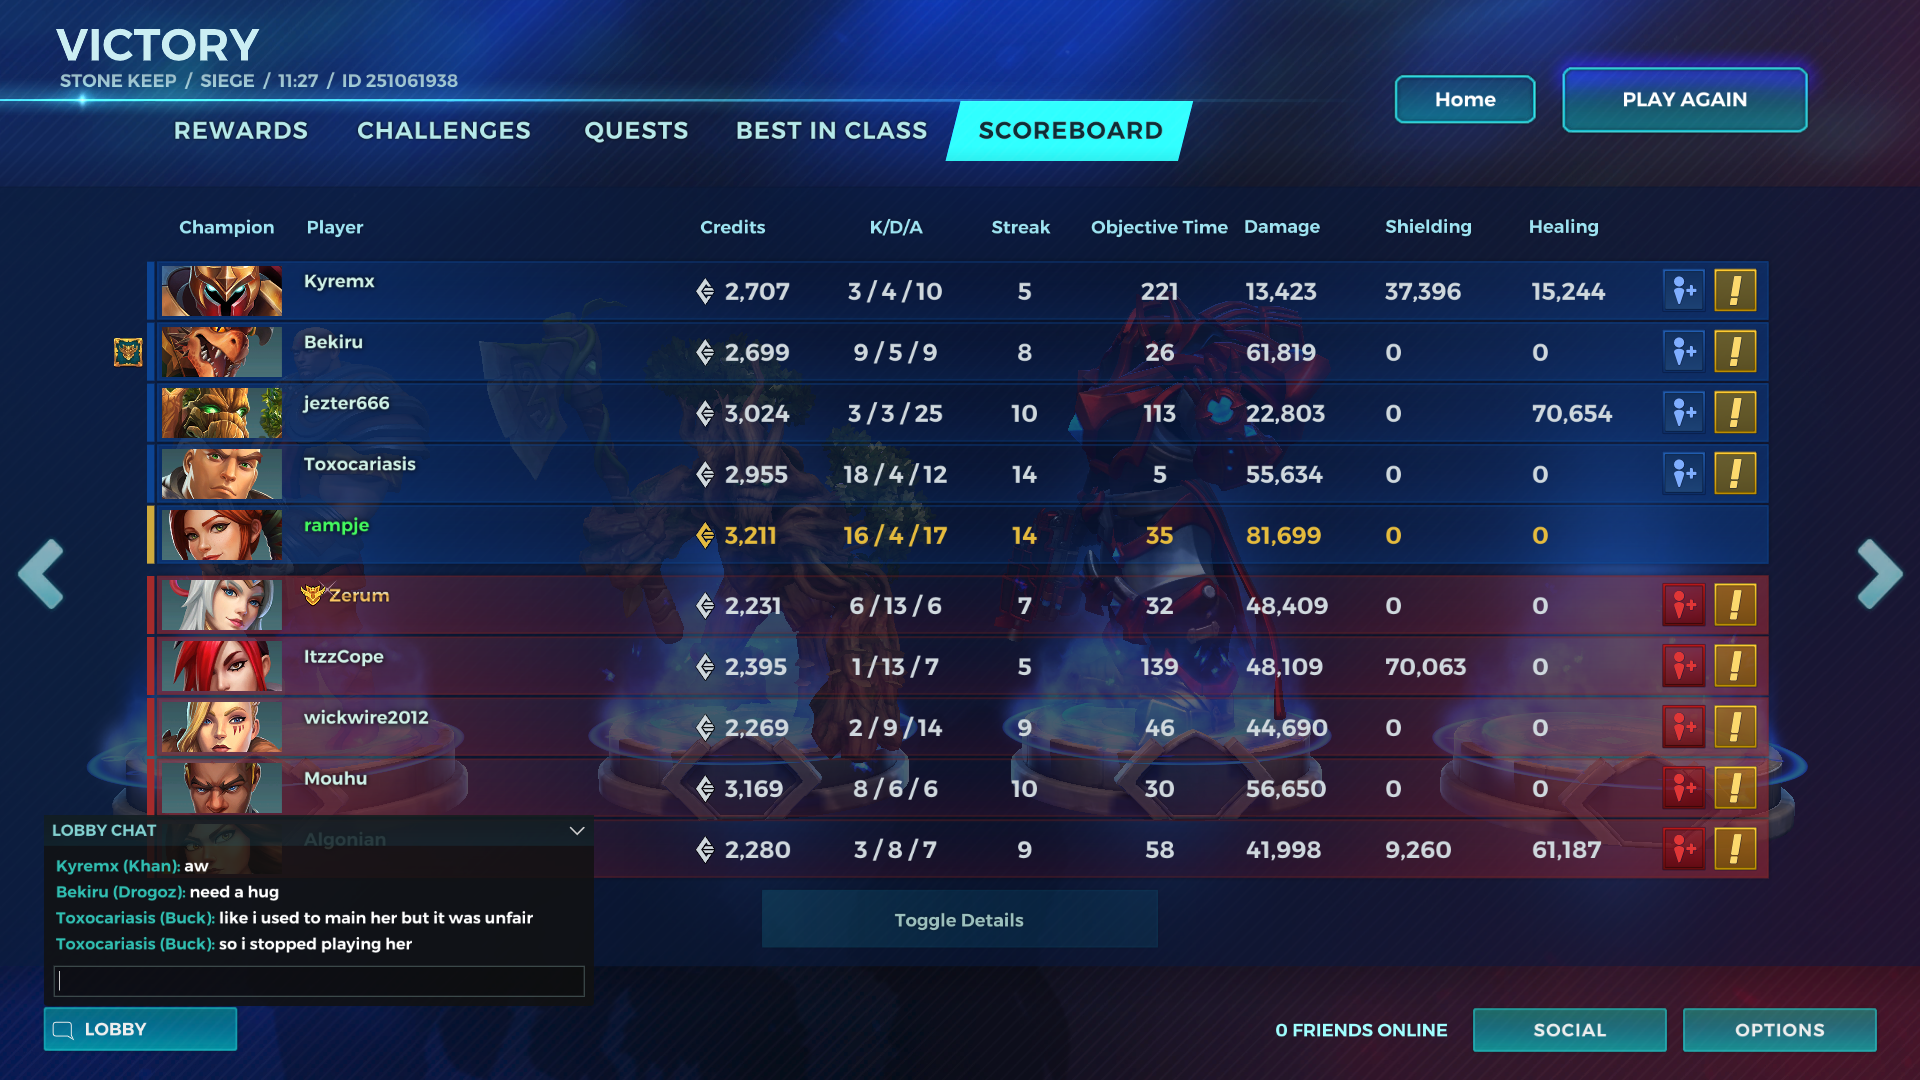 VICTORY
STONE KEEP / SIEGE / 11:27 / ID 251061938
Home
PLAY AGAIN
REWARDS CHALLENGES QUESTS BEST IN CLASS SCOREBOARD
Champion Player Credits K/D/A Streak Objective Time Damage Shielding Healing
Kyremx 2,707 3 / 4 / 10 5 221 13,423 37,396 15,244
Bekiru 2,699 9 / 5 / 9 8 26 61,819 0 0
jezter666 3,024 3 / 3 / 25 10 113 22,803 0 70,654
Toxocariasis 2,955 18 / 4 / 12 14 5 55,634 0 0
rampje 3,211 16 / 4 / 17 14 35 81,699 0 0
Zerum 2,231 6 / 13 / 6 7 32 48,409 0 0
ItzzCope 2,395 1 / 13 / 7 5 139 48,109 70,063 0
wickwire2012 2,269 2 / 9 / 14 9 46 44,690 0 0
Mouhu 3,169 8 / 6 / 6 10 30 56,650 0 0
Algonian 2,280 3 / 8 / 7 9 58 41,998 9,260 61,187
LOBBY CHAT
Kyremx (Khan): aw
Bekiru (Drogoz): need a hug
Toxocariasis (Buck): like i used to main her but it was unfair
Toxocariasis (Buck): so i stopped playing her
Toggle Details
LOBBY
0 FRIENDS ONLINE
SOCIAL
OPTIONS